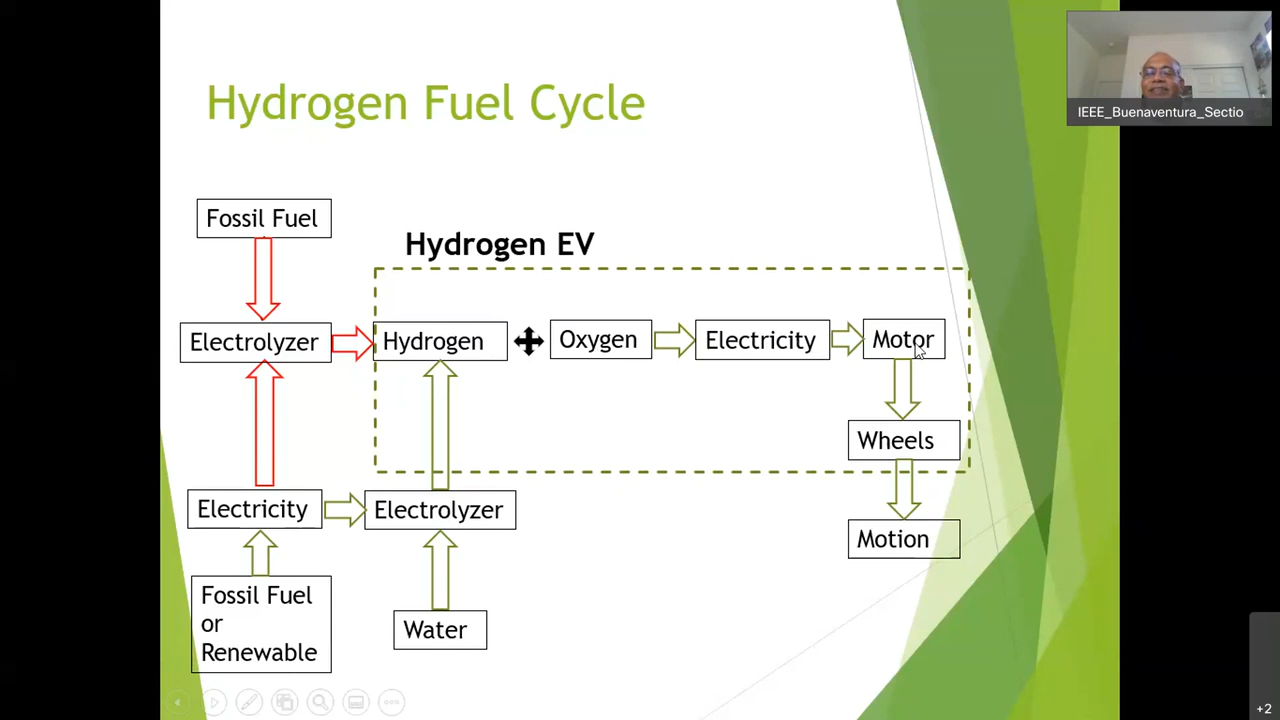 Hydrogen Fuel Cycle
IEEE_Buenaventura_Sectio
Fossil Fuel
Hydrogen EV
Electrolyzer
Hydrogen
Oxygen
Electricity
Motor
Wheels
Electricity
Electrolyzer
Motion
Fossil Fuel
or
Renewable
Water
+2